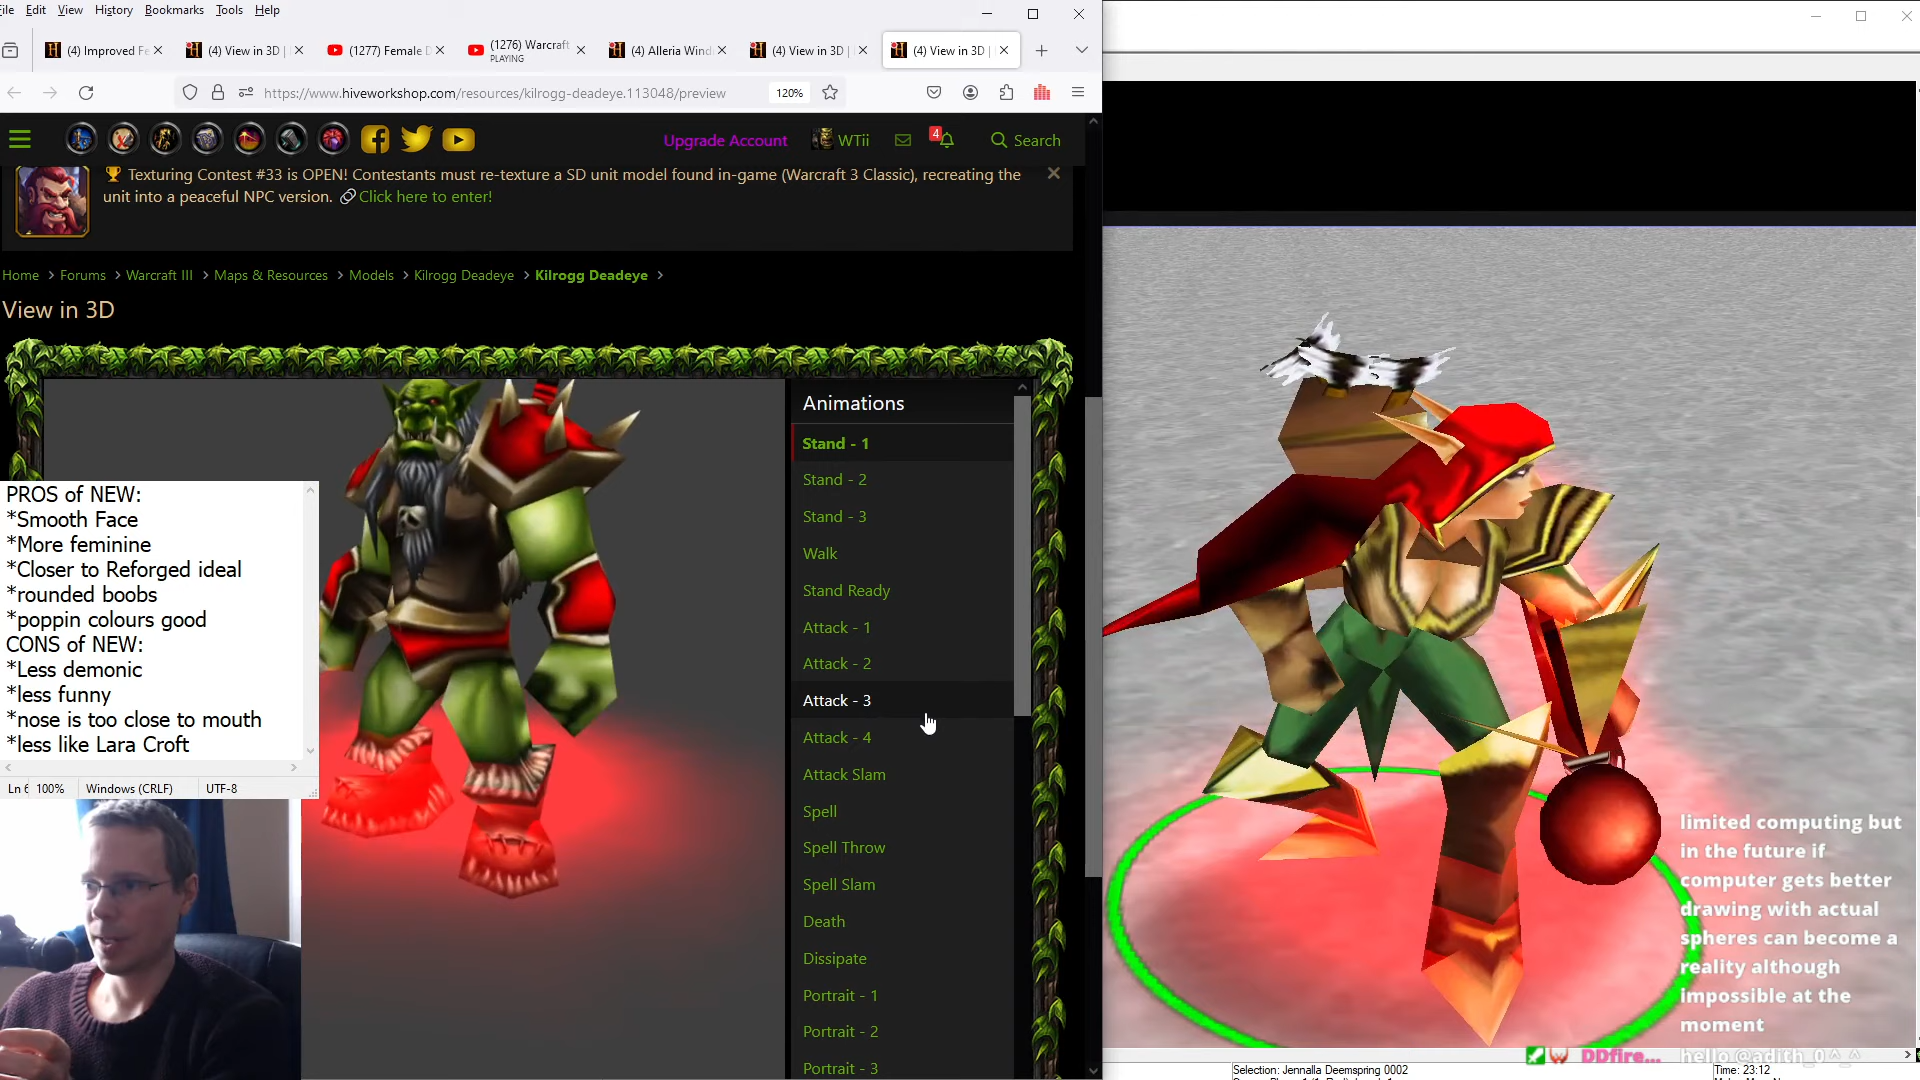 File Edit View History Bookmarks Tools Help
(4) Improved Fe
(4) View in 3D |
(1277) Female D
(1276) Warcraft
PLAYING
(4) Alleria Wind
(4) View in 3D |
(4) View in 3D |
https://www.hiveworkshop.com/resources/kilrogg-deadeye.113048/preview
120%
Upgrade Account
WTii
4
Search
Texturing Contest #33 is OPEN! Contestants must re-texture a SD unit model found in-game (Warcraft 3 Classic), recreating the
unit into a peaceful NPC version. Click here to enter!
Home > Forums > Warcraft III > Maps & Resources > Models > Kilrogg Deadeye > Kilrogg Deadeye >
View in 3D
Animations
Stand - 1
Stand - 2
Stand - 3
Walk
Stand Ready
Attack - 1
Attack - 2
Attack - 3
Attack - 4
Attack Slam
Spell
Spell Throw
Spell Slam
Death
Dissipate
Portrait - 1
Portrait - 2
Portrait - 3
PROS of NEW:
*Smooth Face
*More feminine
*Closer to Reforged ideal
*rounded boobs
*poppin colours good
CONS of NEW:
*Less demonic
*less funny
*nose is too close to mouth
*less like Lara Croft
Ln 6 100% Windows (CRLF) UTF-8
limited computing but
in the future if
computer gets better
drawing with actual
spheres can become a
reality although
impossible at the
moment
DDfire... hello @adith_0^_^
Selection: Jennalla Deemspring 0002
Time: 23:12